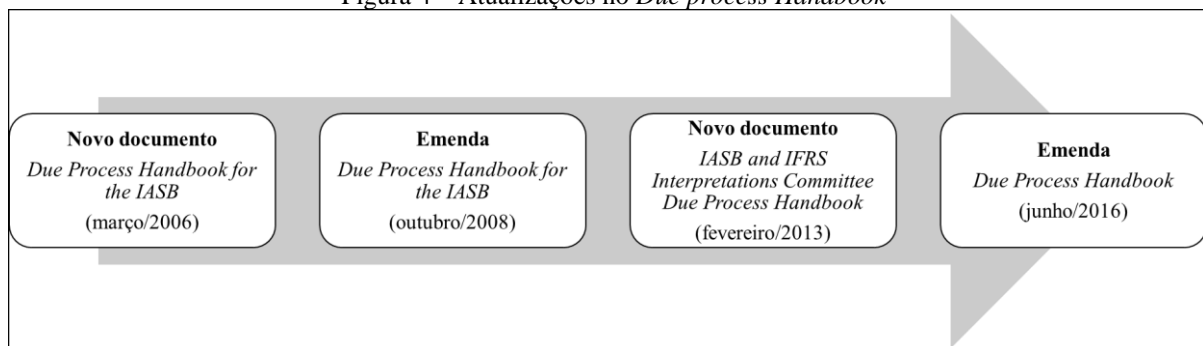 Figura 4 – Atualizações no Due process Handbook
Novo documento
Due Process Handbook for
the IASB
(março/2006)
Emenda
Due Process Handbook for
the IASB
(outubro/2008)
Novo documento
IASB and IFRS
Interpretations Committee
Due Process Handbook
(fevereiro/2013)
Emenda
Due Process Handbook
(junho/2016)